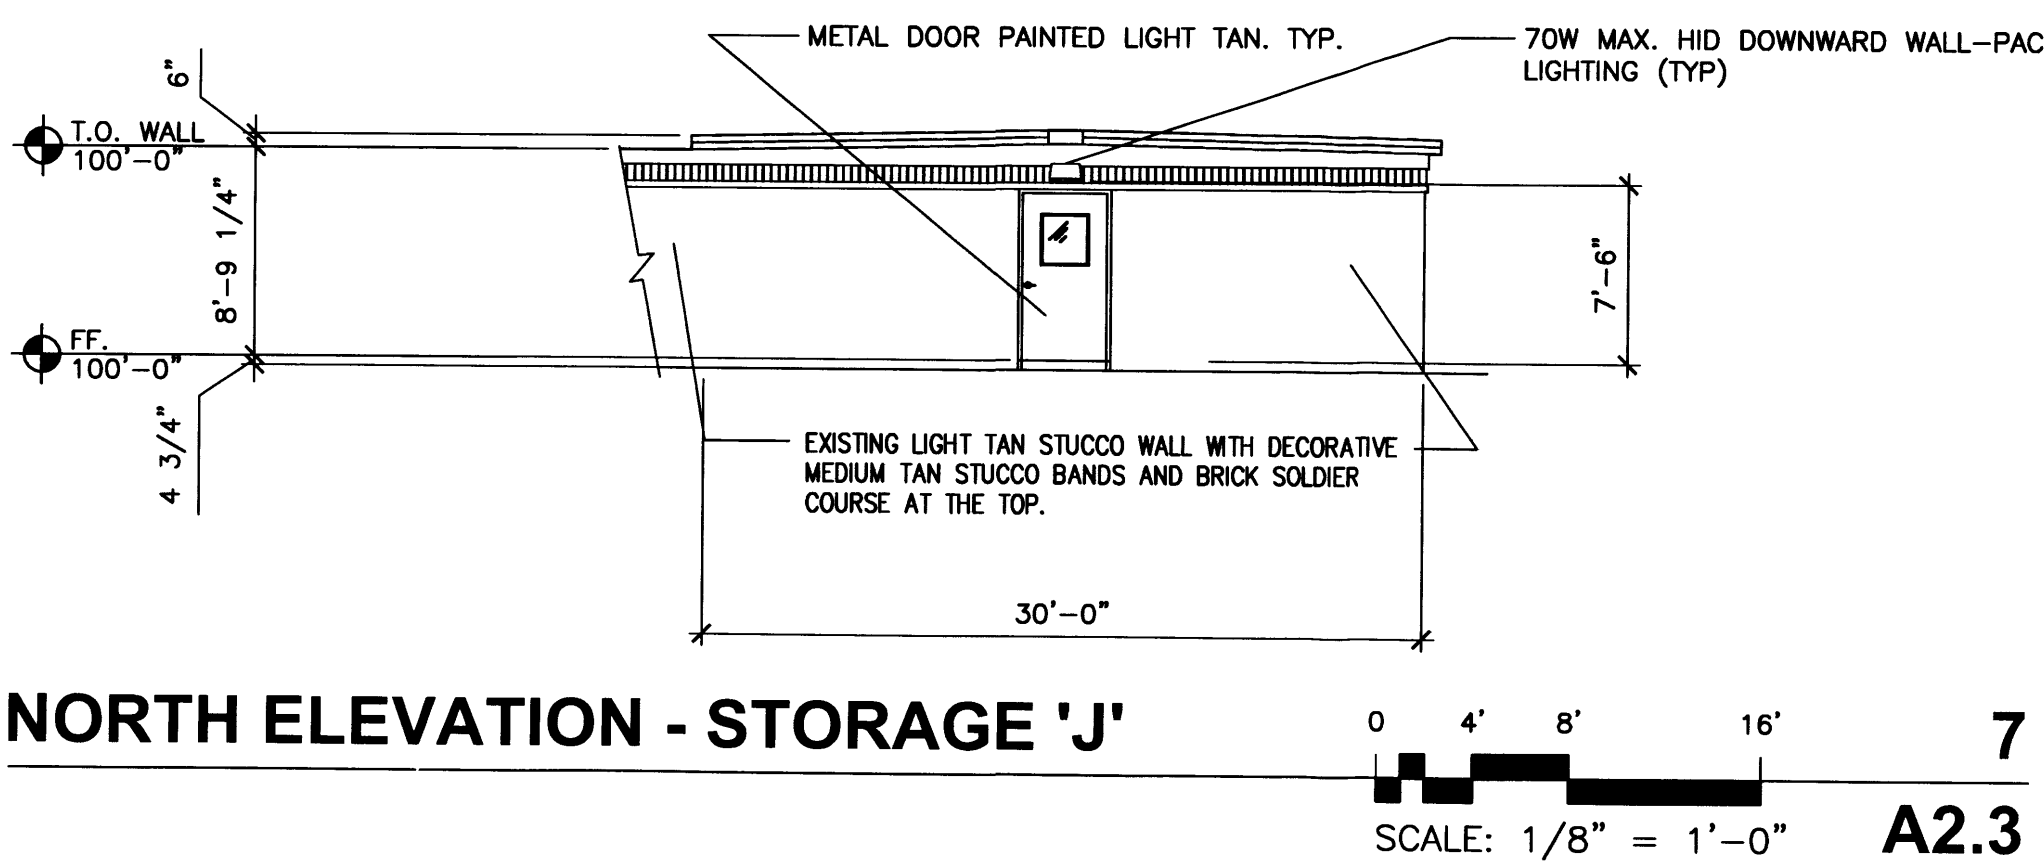 METAL DOOR PAINTED LIGHT TAN. TYP.
70W MAX. HID DOWNWARD WALL-PAC
LIGHTING (TYP)
6"
T.O. WALL
100'-0"
8'-9 1/4"
7'-6"
FF.
100'-0"
4 3/4"
EXISTING LIGHT TAN STUCCO WALL WITH DECORATIVE
MEDIUM TAN STUCCO BANDS AND BRICK SOLDIER
COURSE AT THE TOP.
30'-0"
NORTH ELEVATION - STORAGE 'J'
0 4' 8' 16'
7
SCALE: 1/8" = 1'-0"
A2.3